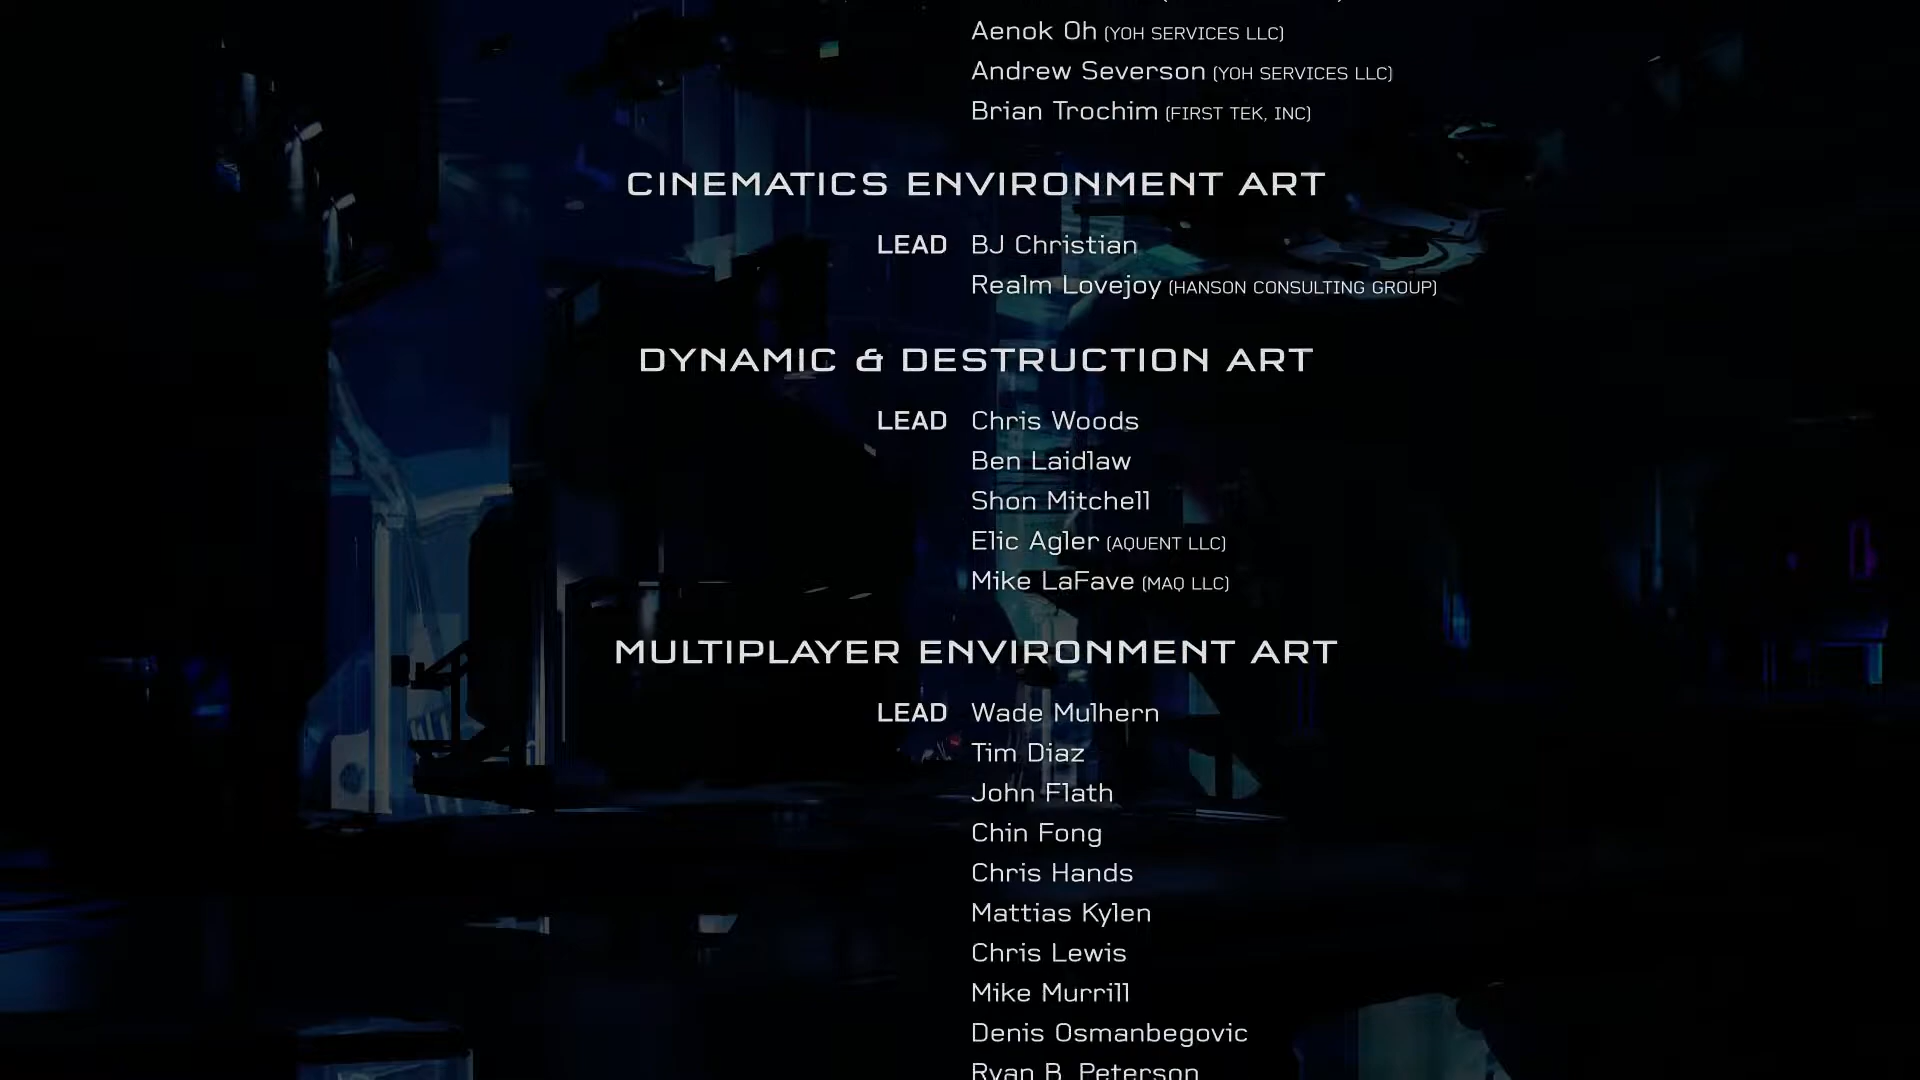 Aenok Oh (YOH SERVICES LLC)
Andrew Severson (YOH SERVICES LLC)
Brian Trochim (FIRST TEK, INC)
CINEMATICS ENVIRONMENT ART
LEAD BJ Christian
Realm Lovejoy (HANSON CONSULTING GROUP)
DYNAMIC & DESTRUCTION ART
LEAD Chris Woods
Ben Laidlaw
Shon Mitchell
Elic Agler (AQUENT LLC)
Mike LaFave (MAQ LLC)
MULTIPLAYER ENVIRONMENT ART
LEAD Wade Mulhern
Tim Diaz
John Flath
Chin Fong
Chris Hands
Mattias Kylen
Chris Lewis
Mike Murrill
Denis Osmanbegovic
Ryan B. Peterson